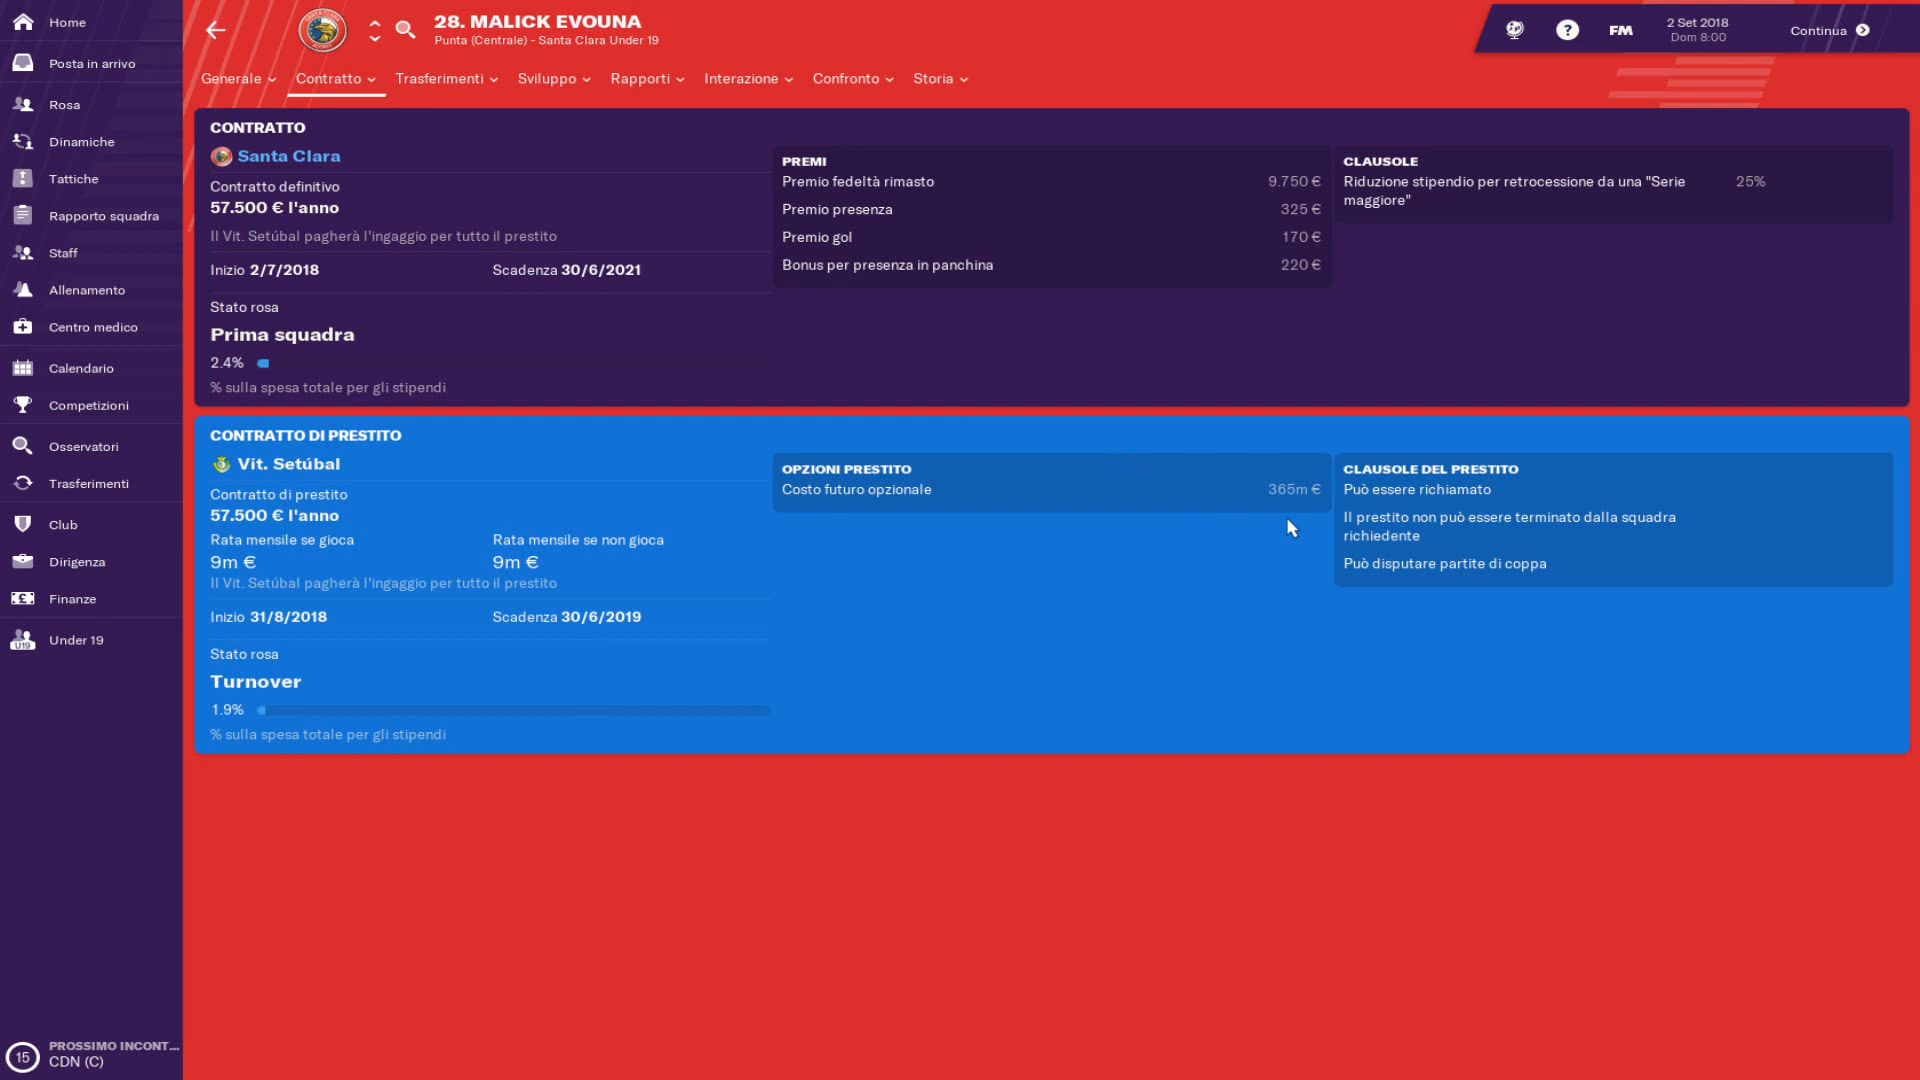 Home
Posta in arrivo
Rosa
Dinamiche
Tattiche
Rapporto squadra
Staff
Allenamento
Centro medico
Calendario
Competizioni
Osservatori
Trasferimenti
Club
Dirigenza
Finanze
U19 Under 19
15 PROSSIMO INCONT...
CDN (C)
28. MALICK EVOUNA
Punta (Centrale) - Santa Clara Under 19
? FM 2 Set 2018
Dom 8:00
Continua
Generale Contratto Trasferimenti Sviluppo Rapporti Interazione Confronto Storia
CONTRATTO
Santa Clara
Contratto definitivo
57.500 € l'anno
Il Vit. Setúbal pagherà l'ingaggio per tutto il prestito
Inizio 2/7/2018 Scadenza 30/6/2021
Stato rosa
Prima squadra
2.4%
% sulla spesa totale per gli stipendi
PREMI
Premio fedeltà rimasto 9.750 €
Premio presenza 325 €
Premio gol 170 €
Bonus per presenza in panchina 220 €
CLAUSOLE
Riduzione stipendio per retrocessione da una "Serie 25%
maggiore"
CONTRATTO DI PRESTITO
Vit. Setúbal
Contratto di prestito
57.500 € l'anno
Rata mensile se gioca Rata mensile se non gioca
9m € 9m €
Il Vit. Setúbal pagherà l'ingaggio per tutto il prestito
Inizio 31/8/2018 Scadenza 30/6/2019
Stato rosa
Turnover
1.9%
% sulla spesa totale per gli stipendi
OPZIONI PRESTITO
Costo futuro opzionale 365m €
CLAUSOLE DEL PRESTITO
Può essere richiamato
Il prestito non può essere terminato dalla squadra
richiedente
Può disputare partite di coppa